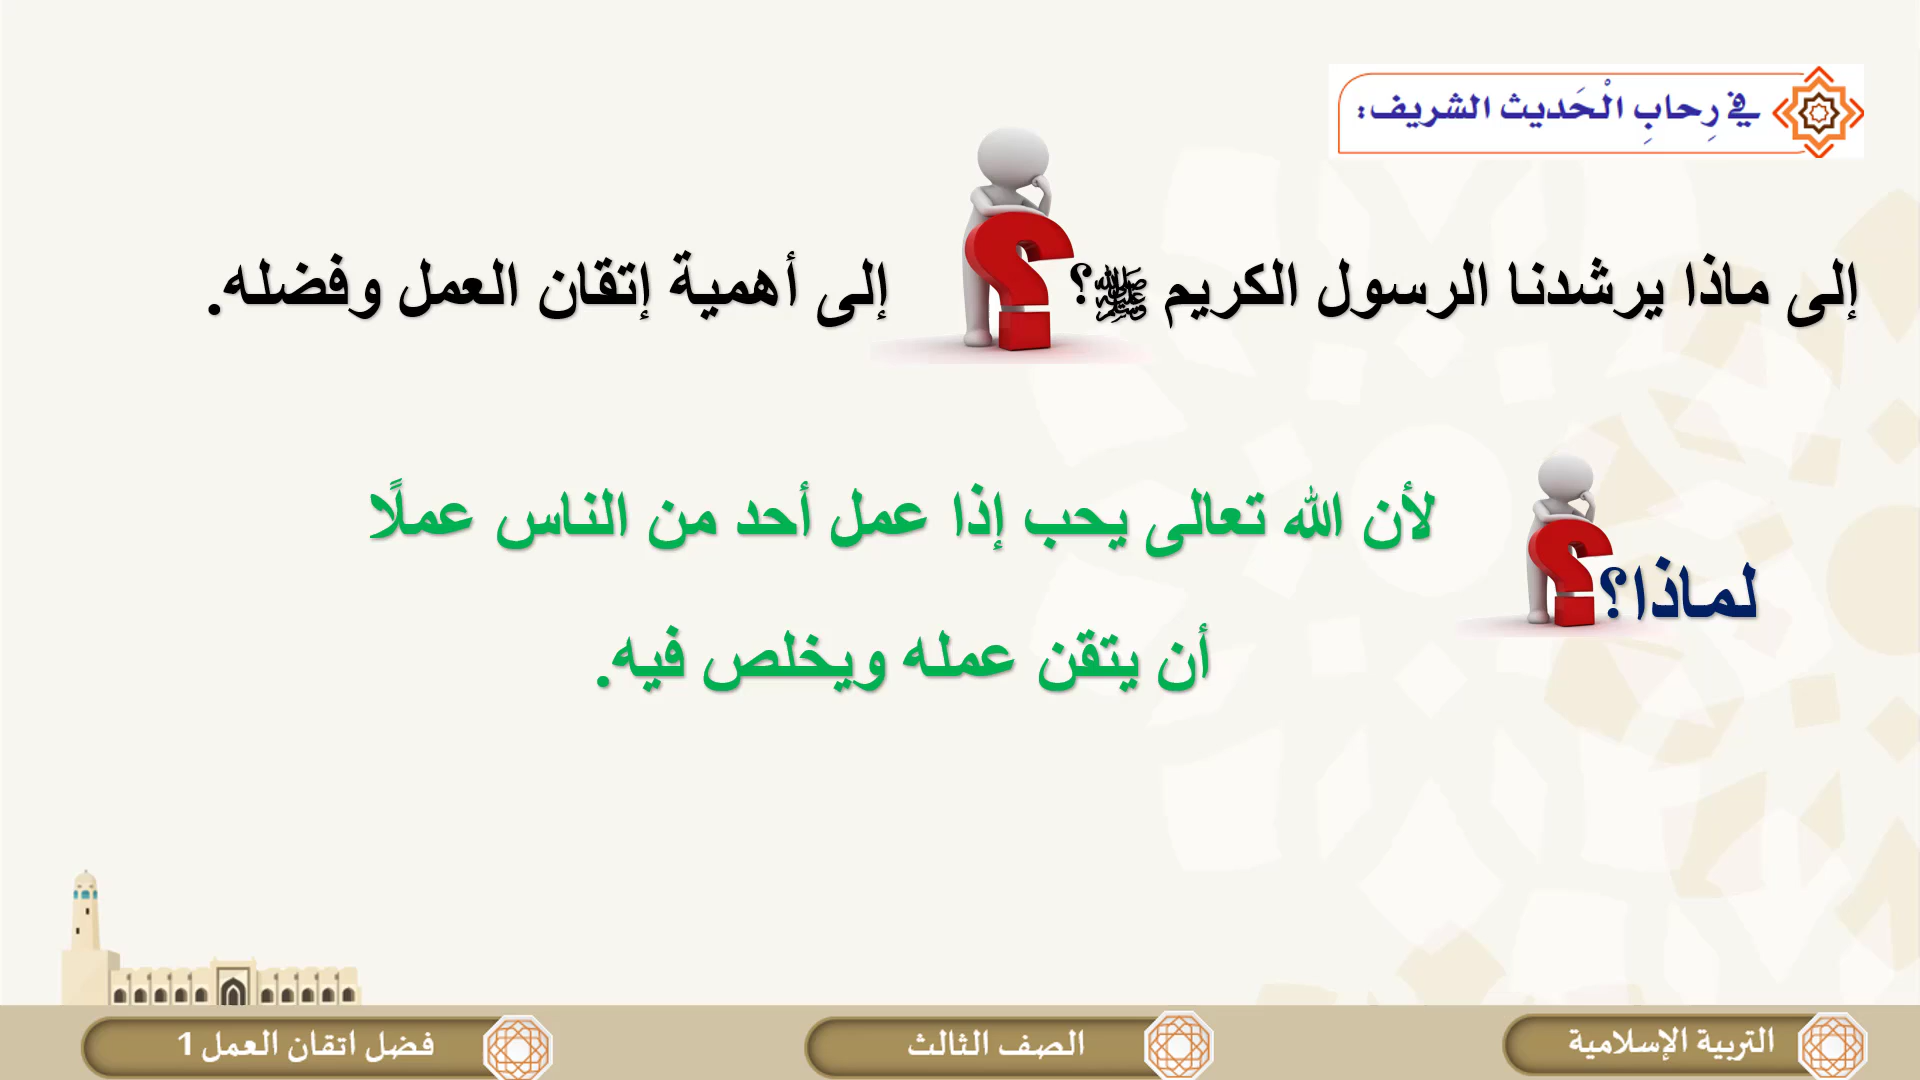 في رِحابِ الْحَديث الشريف:
إلى ماذا يرشدنا الرسول الكريم ﷺ؟ إلى أهمية إتقان العمل وفضله.
لأن الله تعالى يحب إذا عمل أحد من الناس عملًا
لماذا؟
أن يتقن عمله ويخلص فيه.
التربية الإسلامية
الصف الثالث
فضل اتقان العمل 1